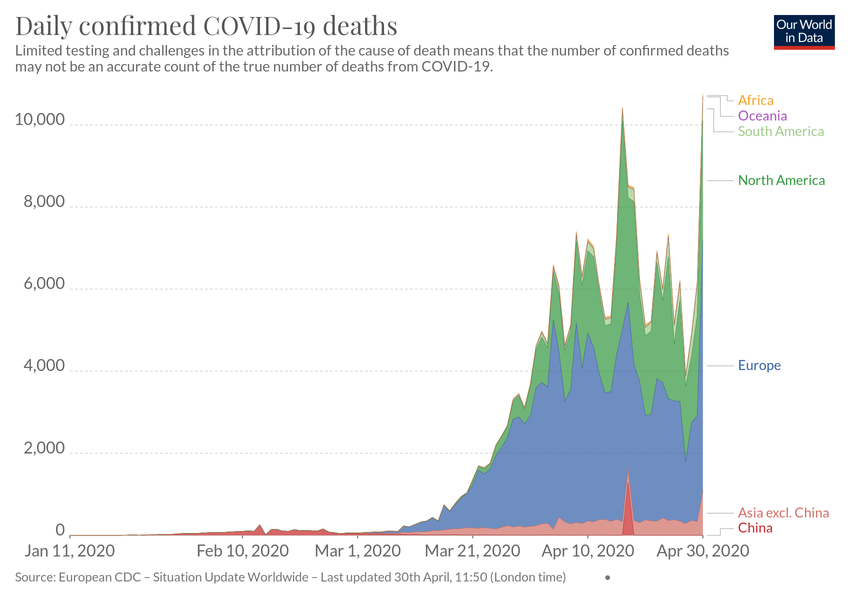 Daily confirmed COVID-19 deaths
Our World
in Data
Limited testing and challenges in the attribution of the cause of death means that the number of confirmed deaths
may not be an accurate count of the true number of deaths from COVID-19.
10,000
8,000
6,000
4,000
2,000
0
Africa
Oceania
South America
North America
Europe
Asia excl. China
China
Jan 11, 2020
Feb 10, 2020
Mar 1, 2020
Mar 21, 2020
Apr 10, 2020
Apr 30, 2020
Source: European CDC – Situation Update Worldwide – Last updated 30th April, 11:50 (London time)